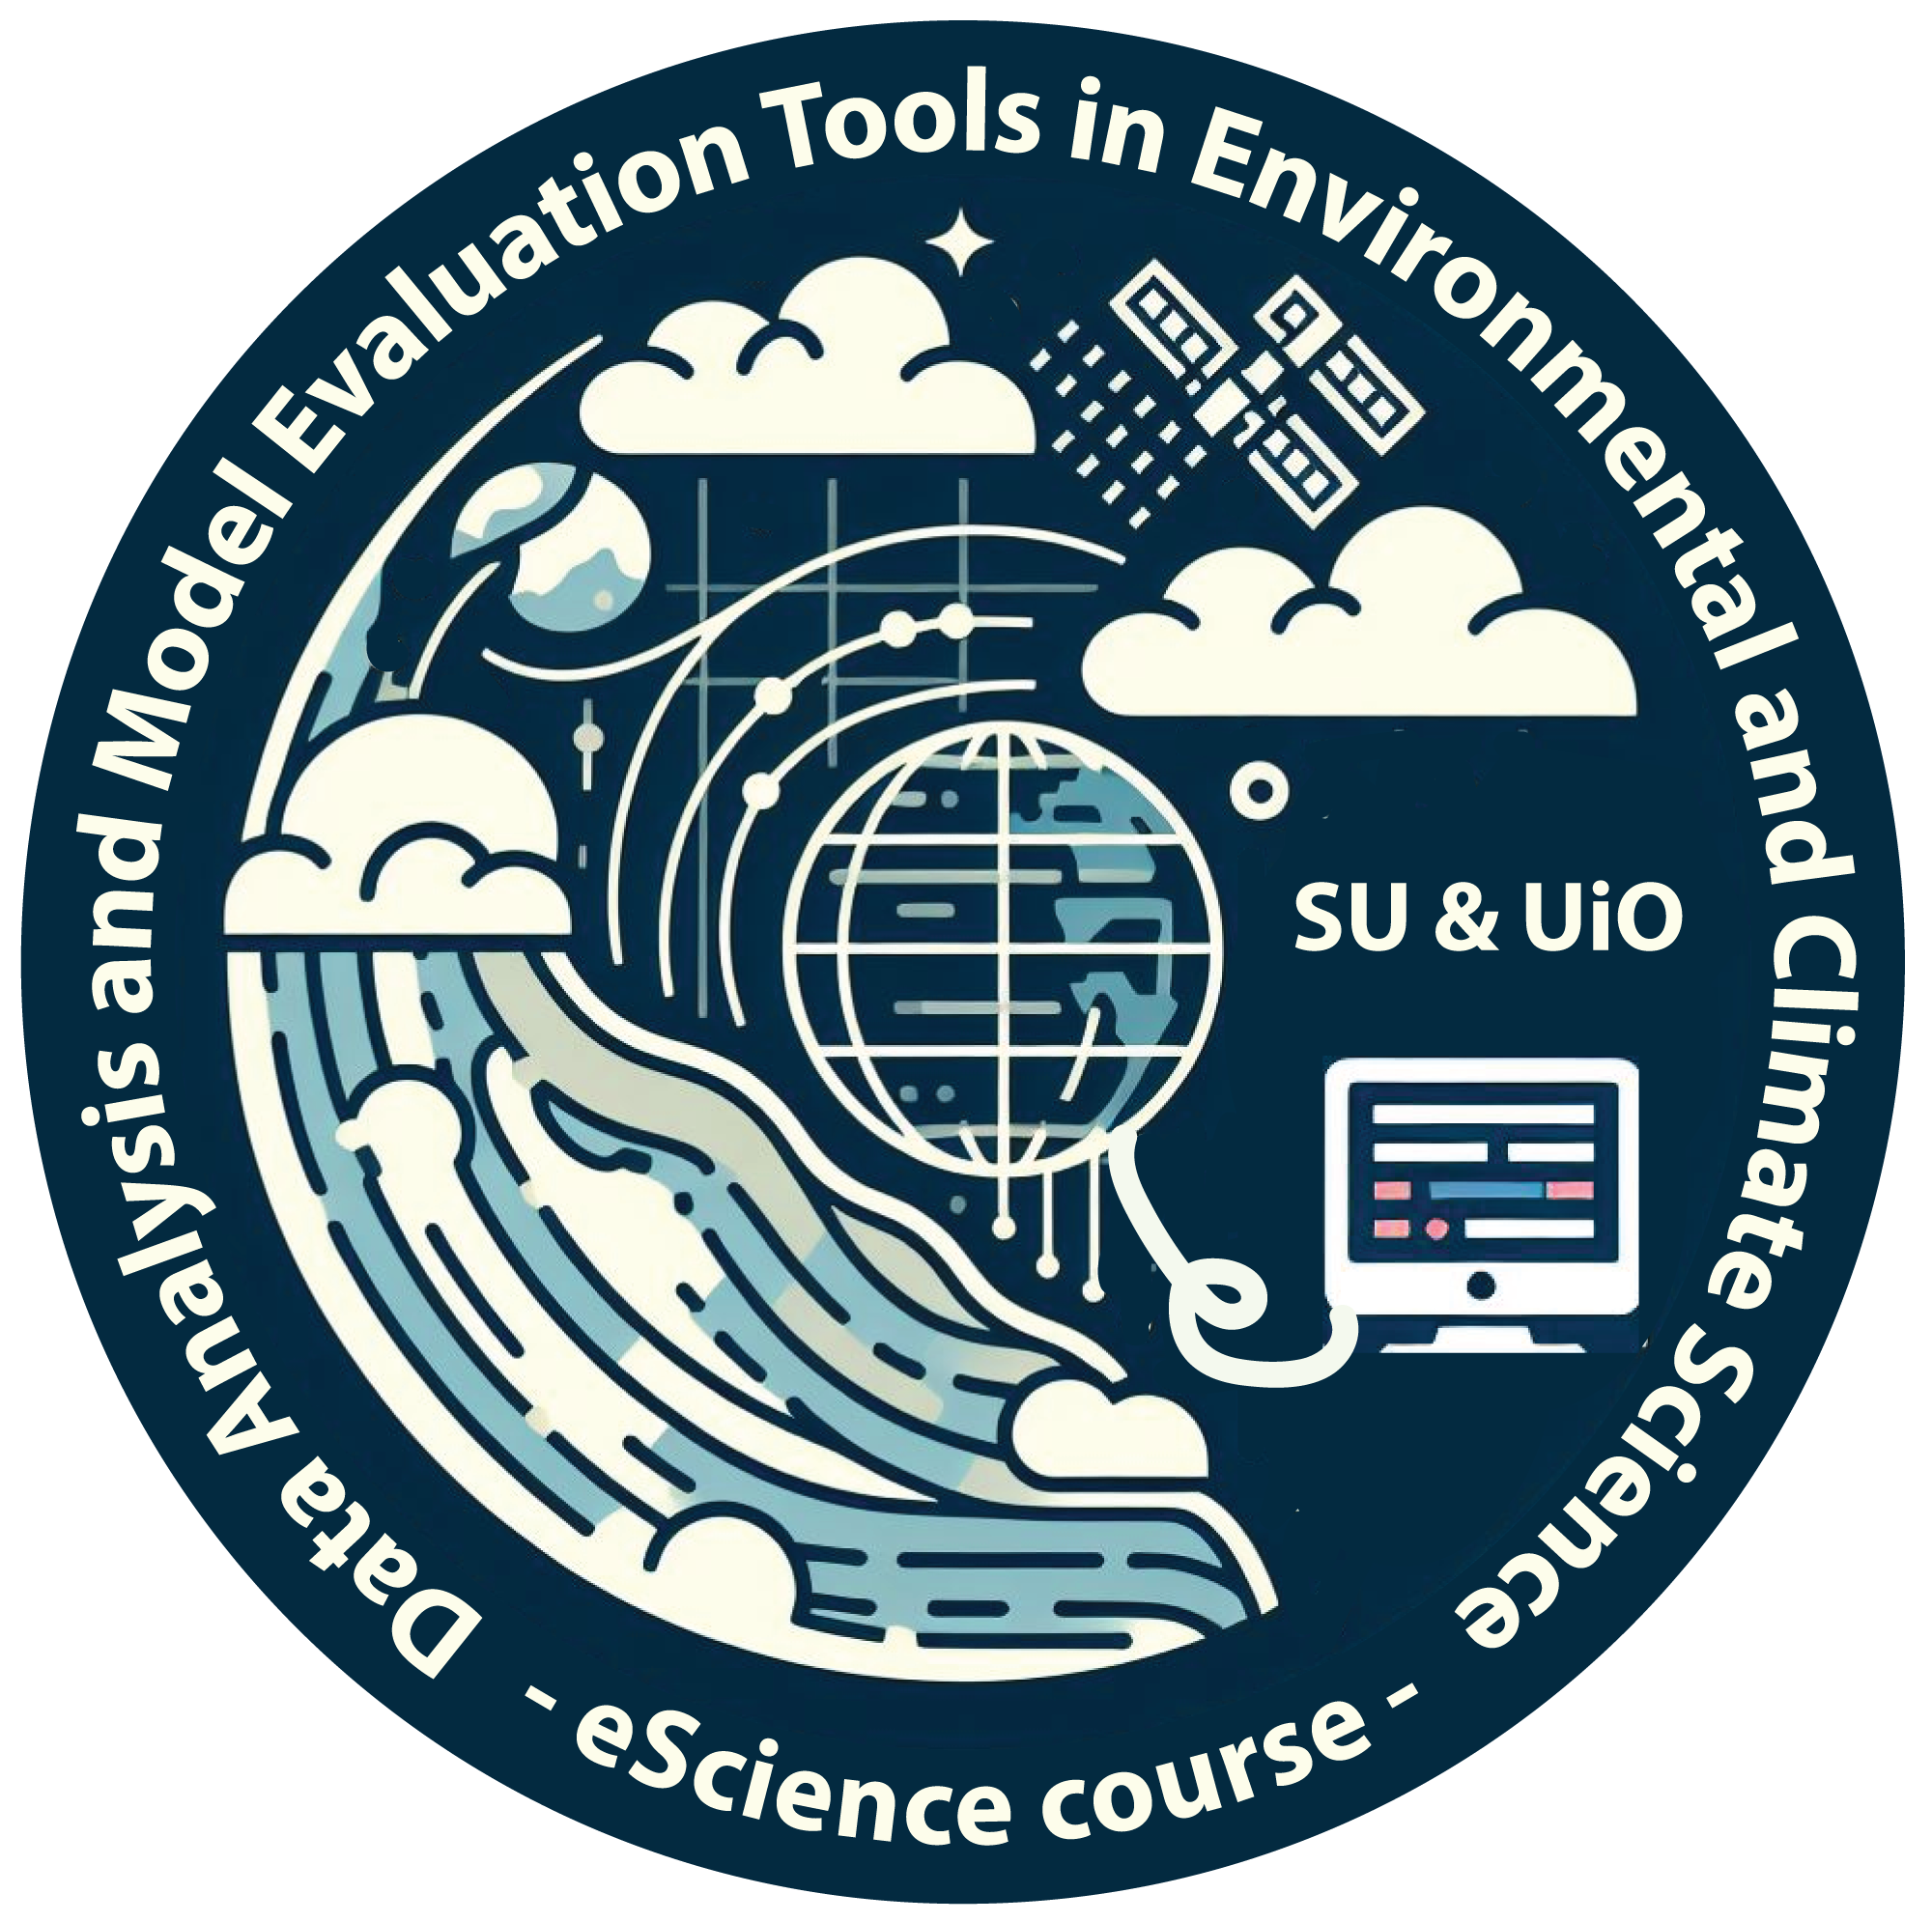 Data Analysis and Model Evaluation Tools in Environmental and Climate Science
SU & UiO
- eScience course -